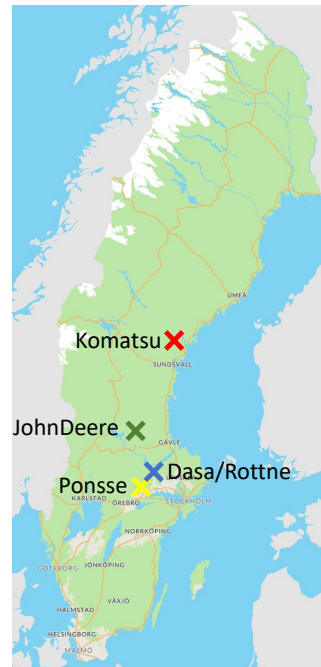 UMEÅ
Komatsu
SUNDSVALL
JohnDeere
GÄVLE
Dasa/Rottne
Ponsse
KARLSTAD
ÖREBRO
STOCKHOLM
NORRKÖPING
GÖTEBORG
JÖNKÖPING
VÄXJÖ
HALMSTAD
HELSINGBORG
MALMÖ